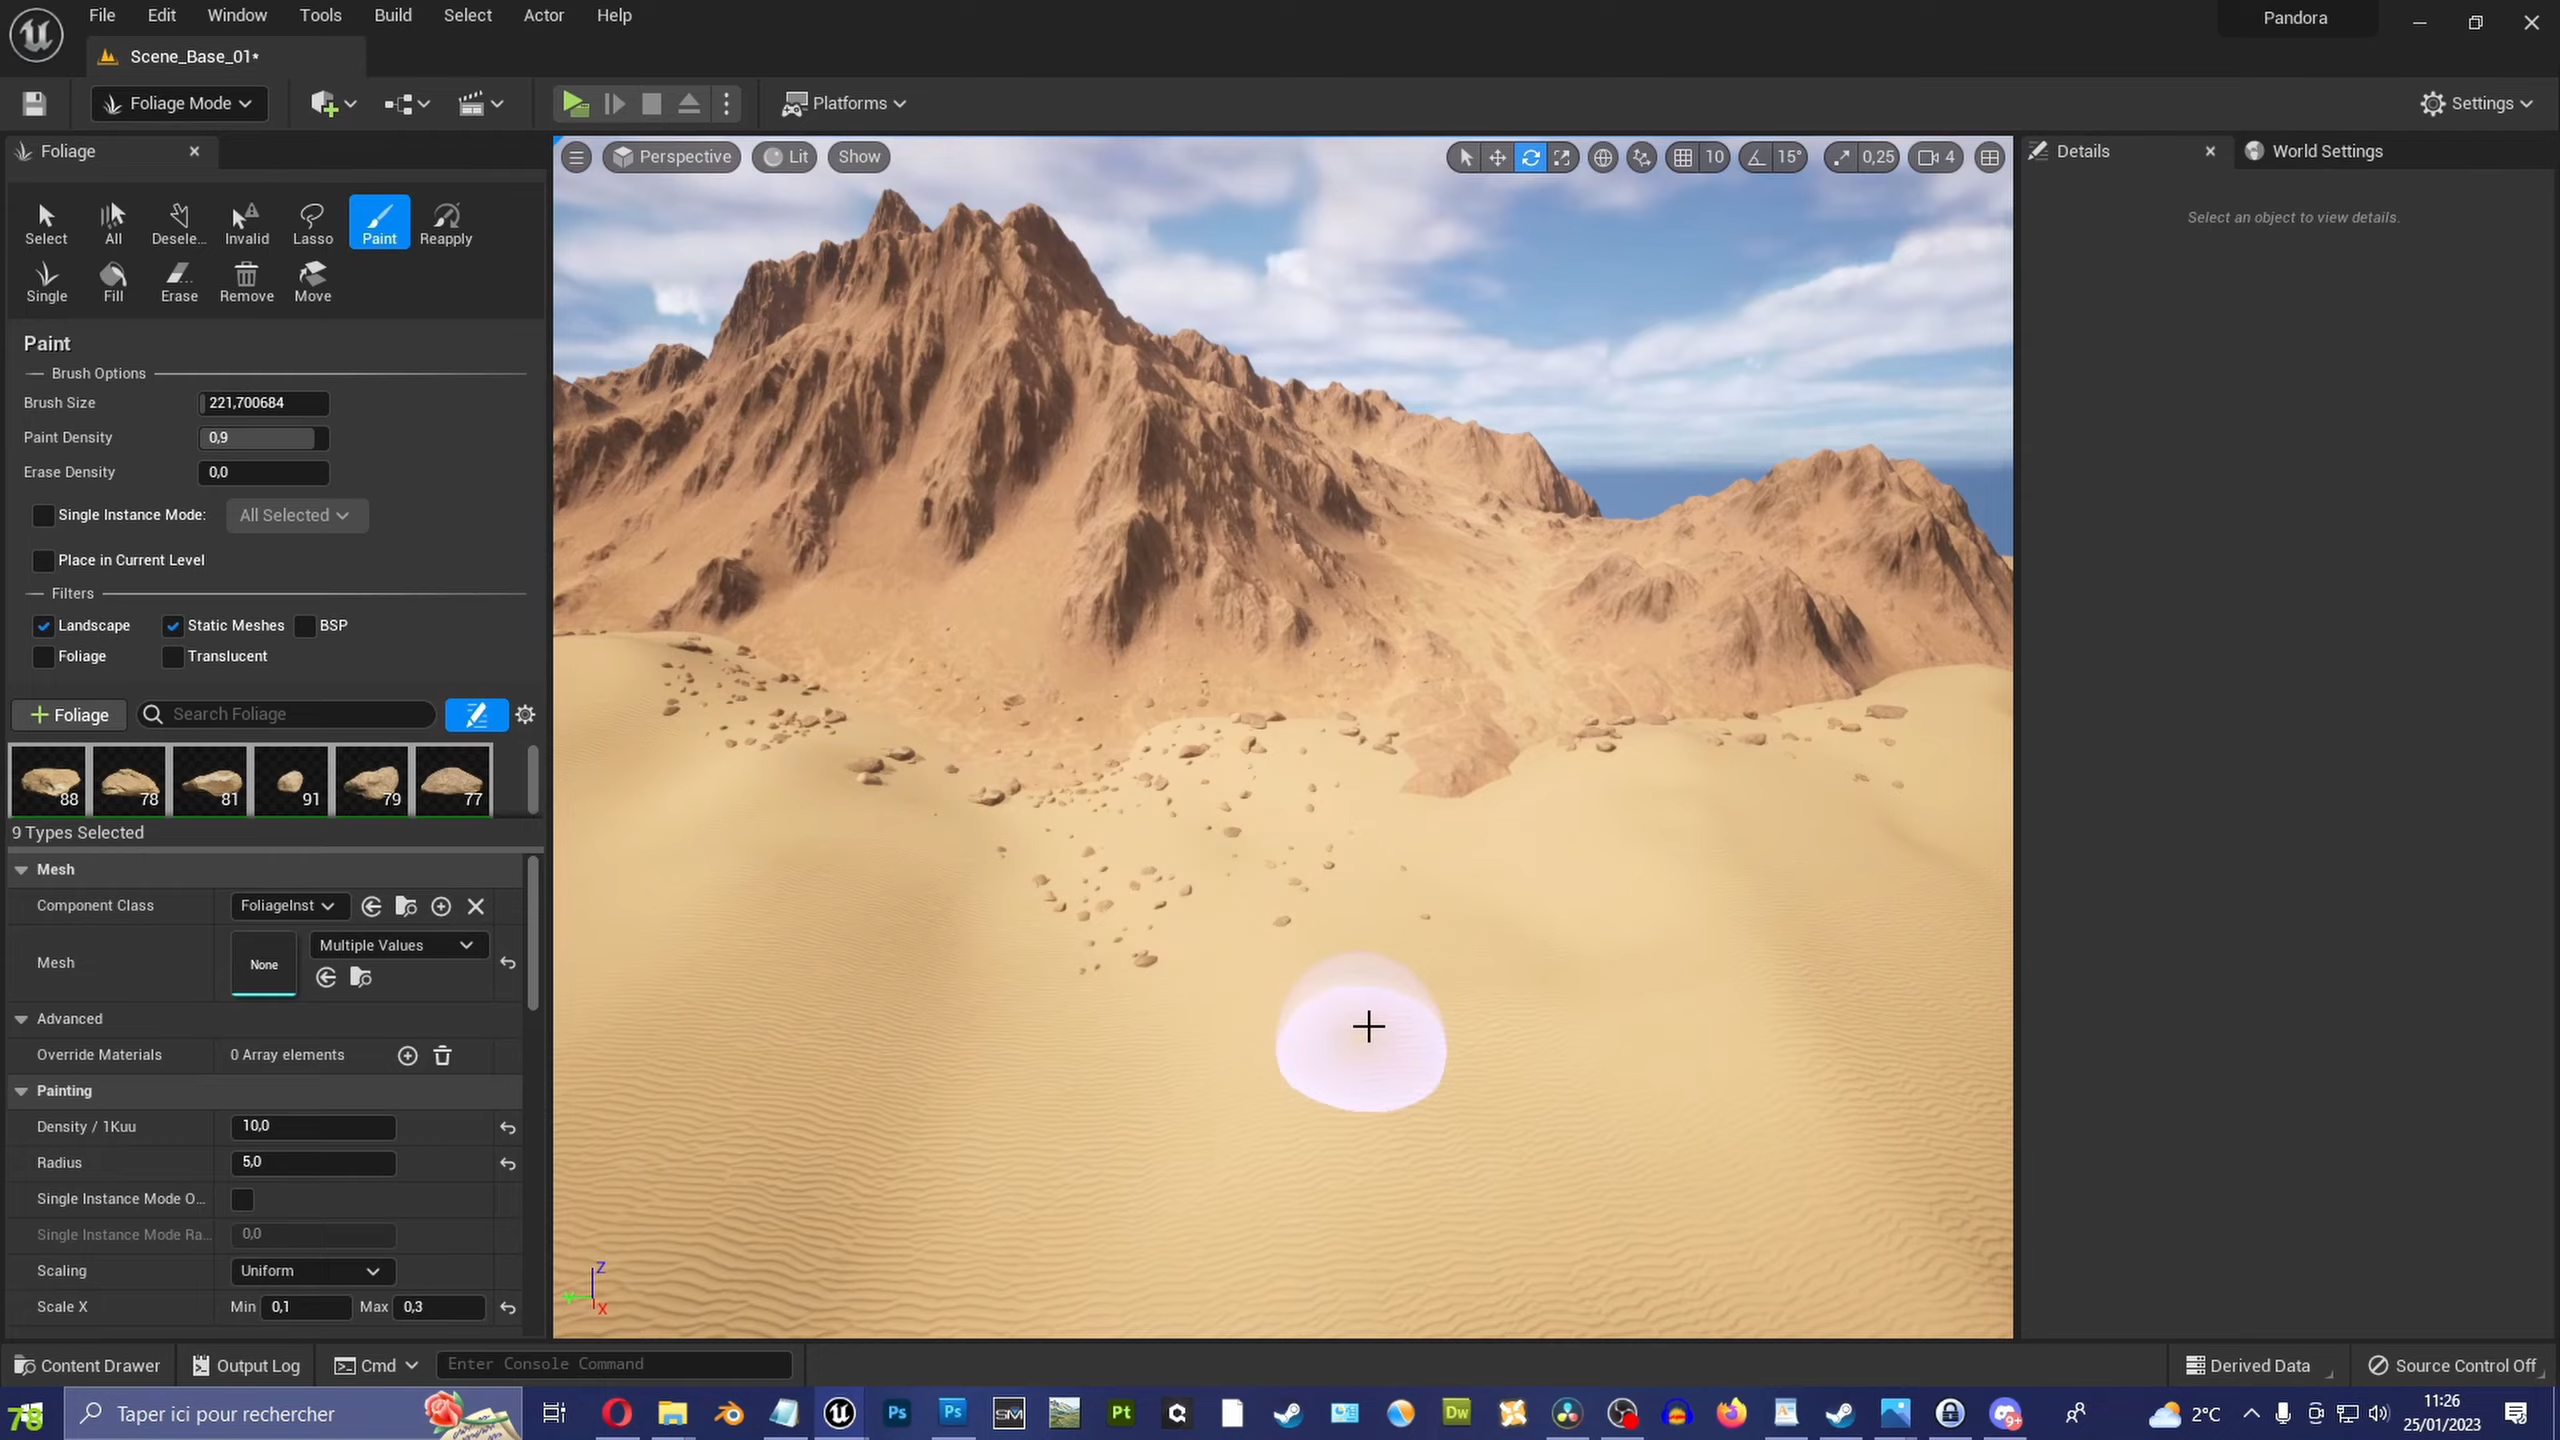 File Edit Window Tools Build Select Actor Help
Pandora
Scene_Base_01*
Foliage Mode
Platforms
Settings
Foliage
Perspective Lit Show
10 15° 0,25 4
Details
World Settings
Select All Desele... Invalid Lasso Paint Reapply
Select an object to view details.
Single Fill Erase Remove Move
Paint
Brush Options
Brush Size 221,700684
Paint Density 0,9
Erase Density 0,0
Single Instance Mode: All Selected
Place in Current Level
Filters
Landscape Static Meshes BSP
Foliage Translucent
+ Foliage Search Foliage
88 78 81 91 79 77
9 Types Selected
Mesh
Component Class FoliageInst
Mesh None Multiple Values
Advanced
Override Materials 0 Array elements
Painting
Density / 1Kuu 10,0
Radius 5,0
Single Instance Mode O...
Single Instance Mode Ra... 0,0
Scaling Uniform
Scale X Min 0,1 Max 0,3
Z
Y
X
Content Drawer Output Log Cmd Enter Console Command
Derived Data Source Control Off
78 Taper ici pour rechercher
Ps Ps SM Pt Dw 9+
2°C
11:26
25/01/2023